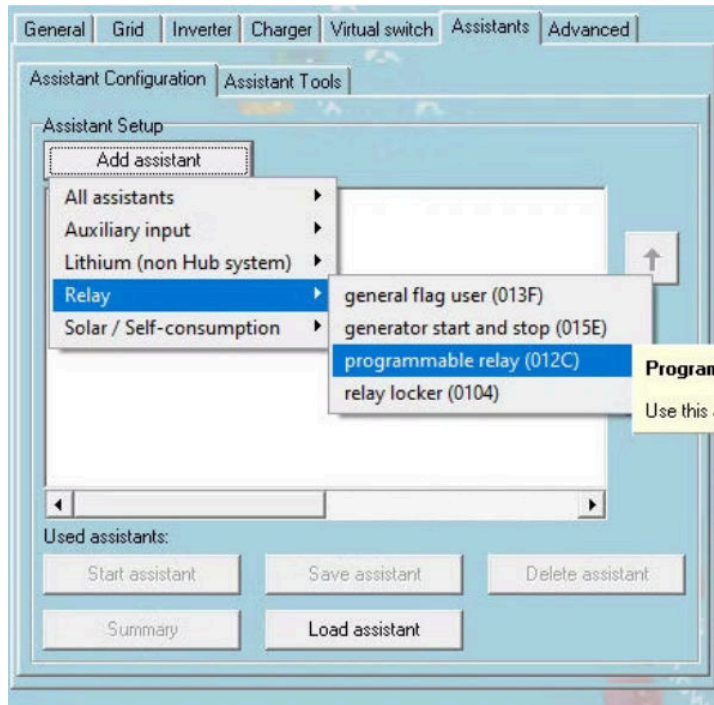 General Grid Inverter Charger Virtual switch Assistants Advanced
Assistant Configuration Assistant Tools
Assistant Setup
Add assistant
All assistants
Auxiliary input
Lithium (non Hub system)
Relay
Solar / Self-consumption
general flag user (013F)
generator start and stop (015E)
programmable relay (012C)
relay locker (0104)
Program
Use this
Used assistants:
Start assistant Save assistant Delete assistant
Summary Load assistant